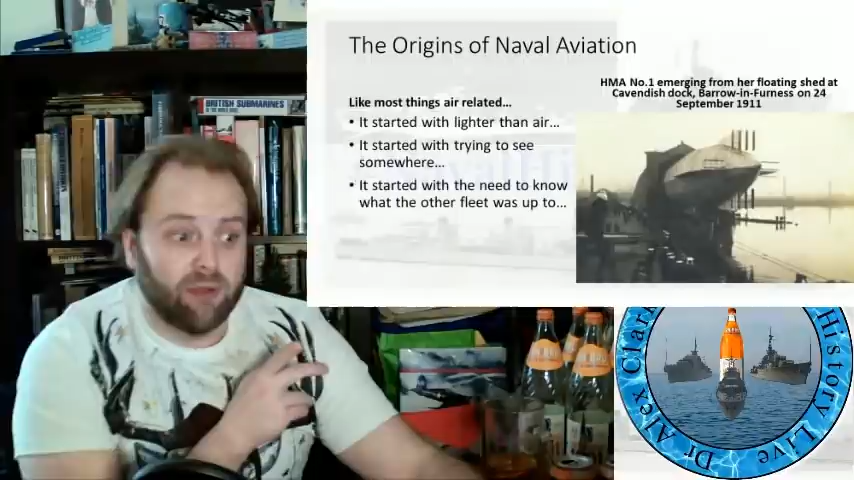 The Origins of Naval Aviation
HMA No.1 emerging from her floating shed at
Cavendish dock, Barrow-in-Furness on 24
September 1911
Like most things air related…
• It started with lighter than air…
• It started with trying to see
somewhere…
• It started with the need to know
what the other fleet was up to…
BRITISH SUBMARINES
Dr Alex Clark
History Live